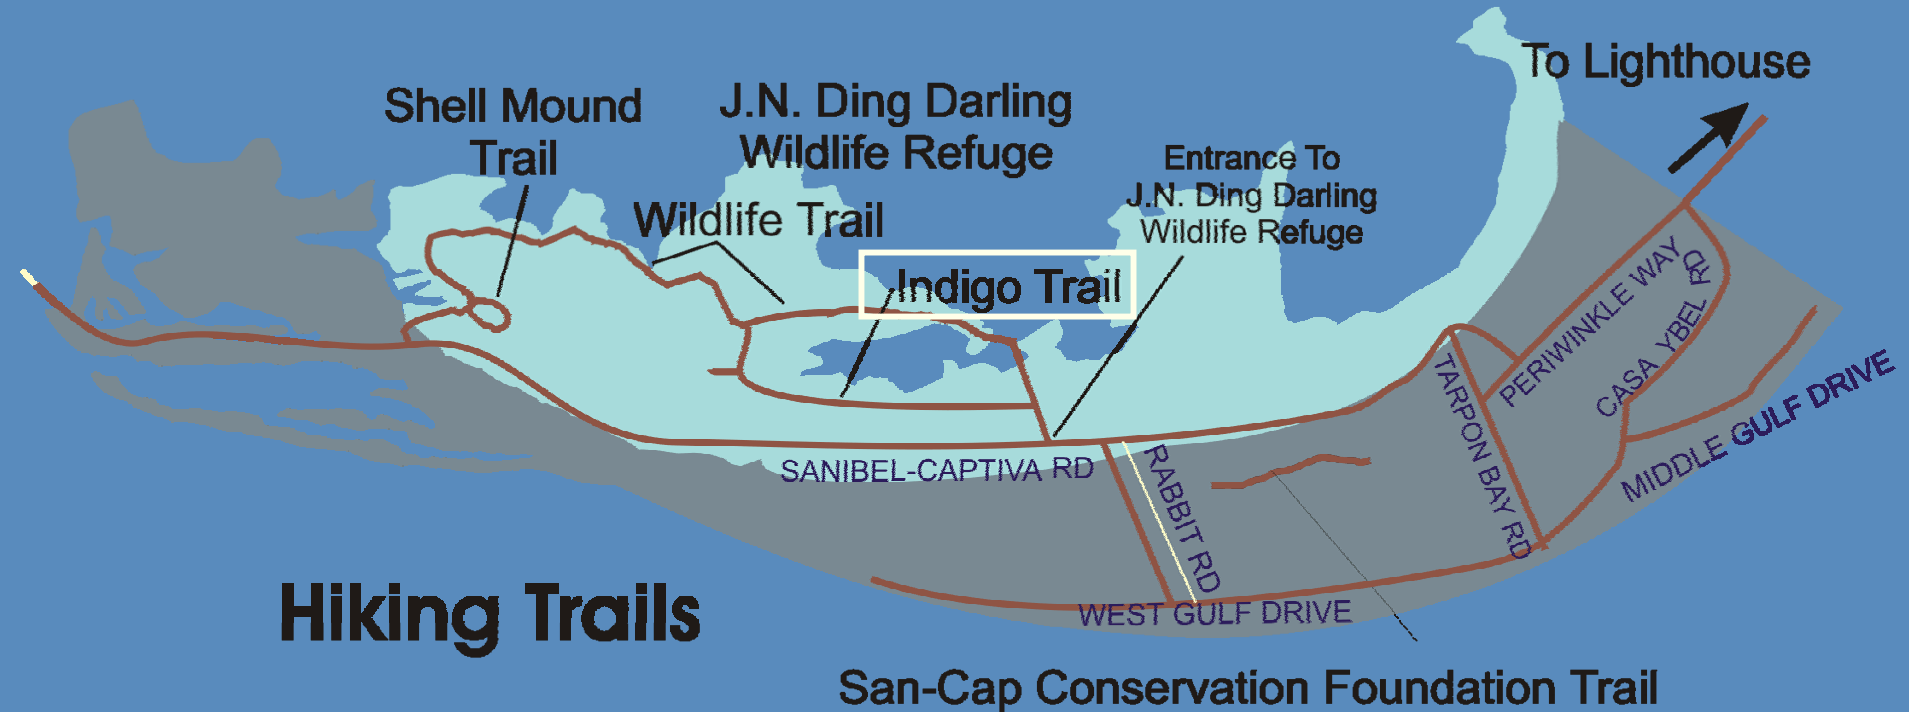 To Lighthouse
Shell Mound
Trail
J.N. Ding Darling
Wildlife Refuge
Entrance To
J.N. Ding Darling
Wildlife Refuge
Wildlife Trail
Indigo Trail
PERIWINKLE WAY
CASA YBEL RD
TARPON BAY RD
MIDDLE GULF DRIVE
SANIBEL-CAPTIVA RD
RABBIT RD
WEST GULF DRIVE
Hiking Trails
San-Cap Conservation Foundation Trail